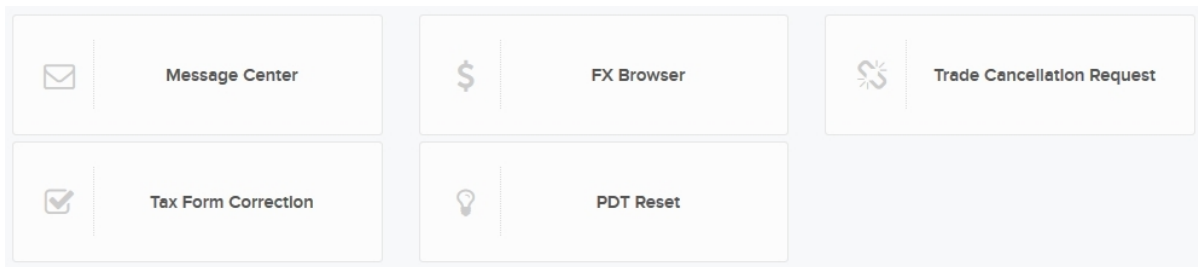 Message Center
FX Browser
Trade Cancellation Request
Tax Form Correction
PDT Reset